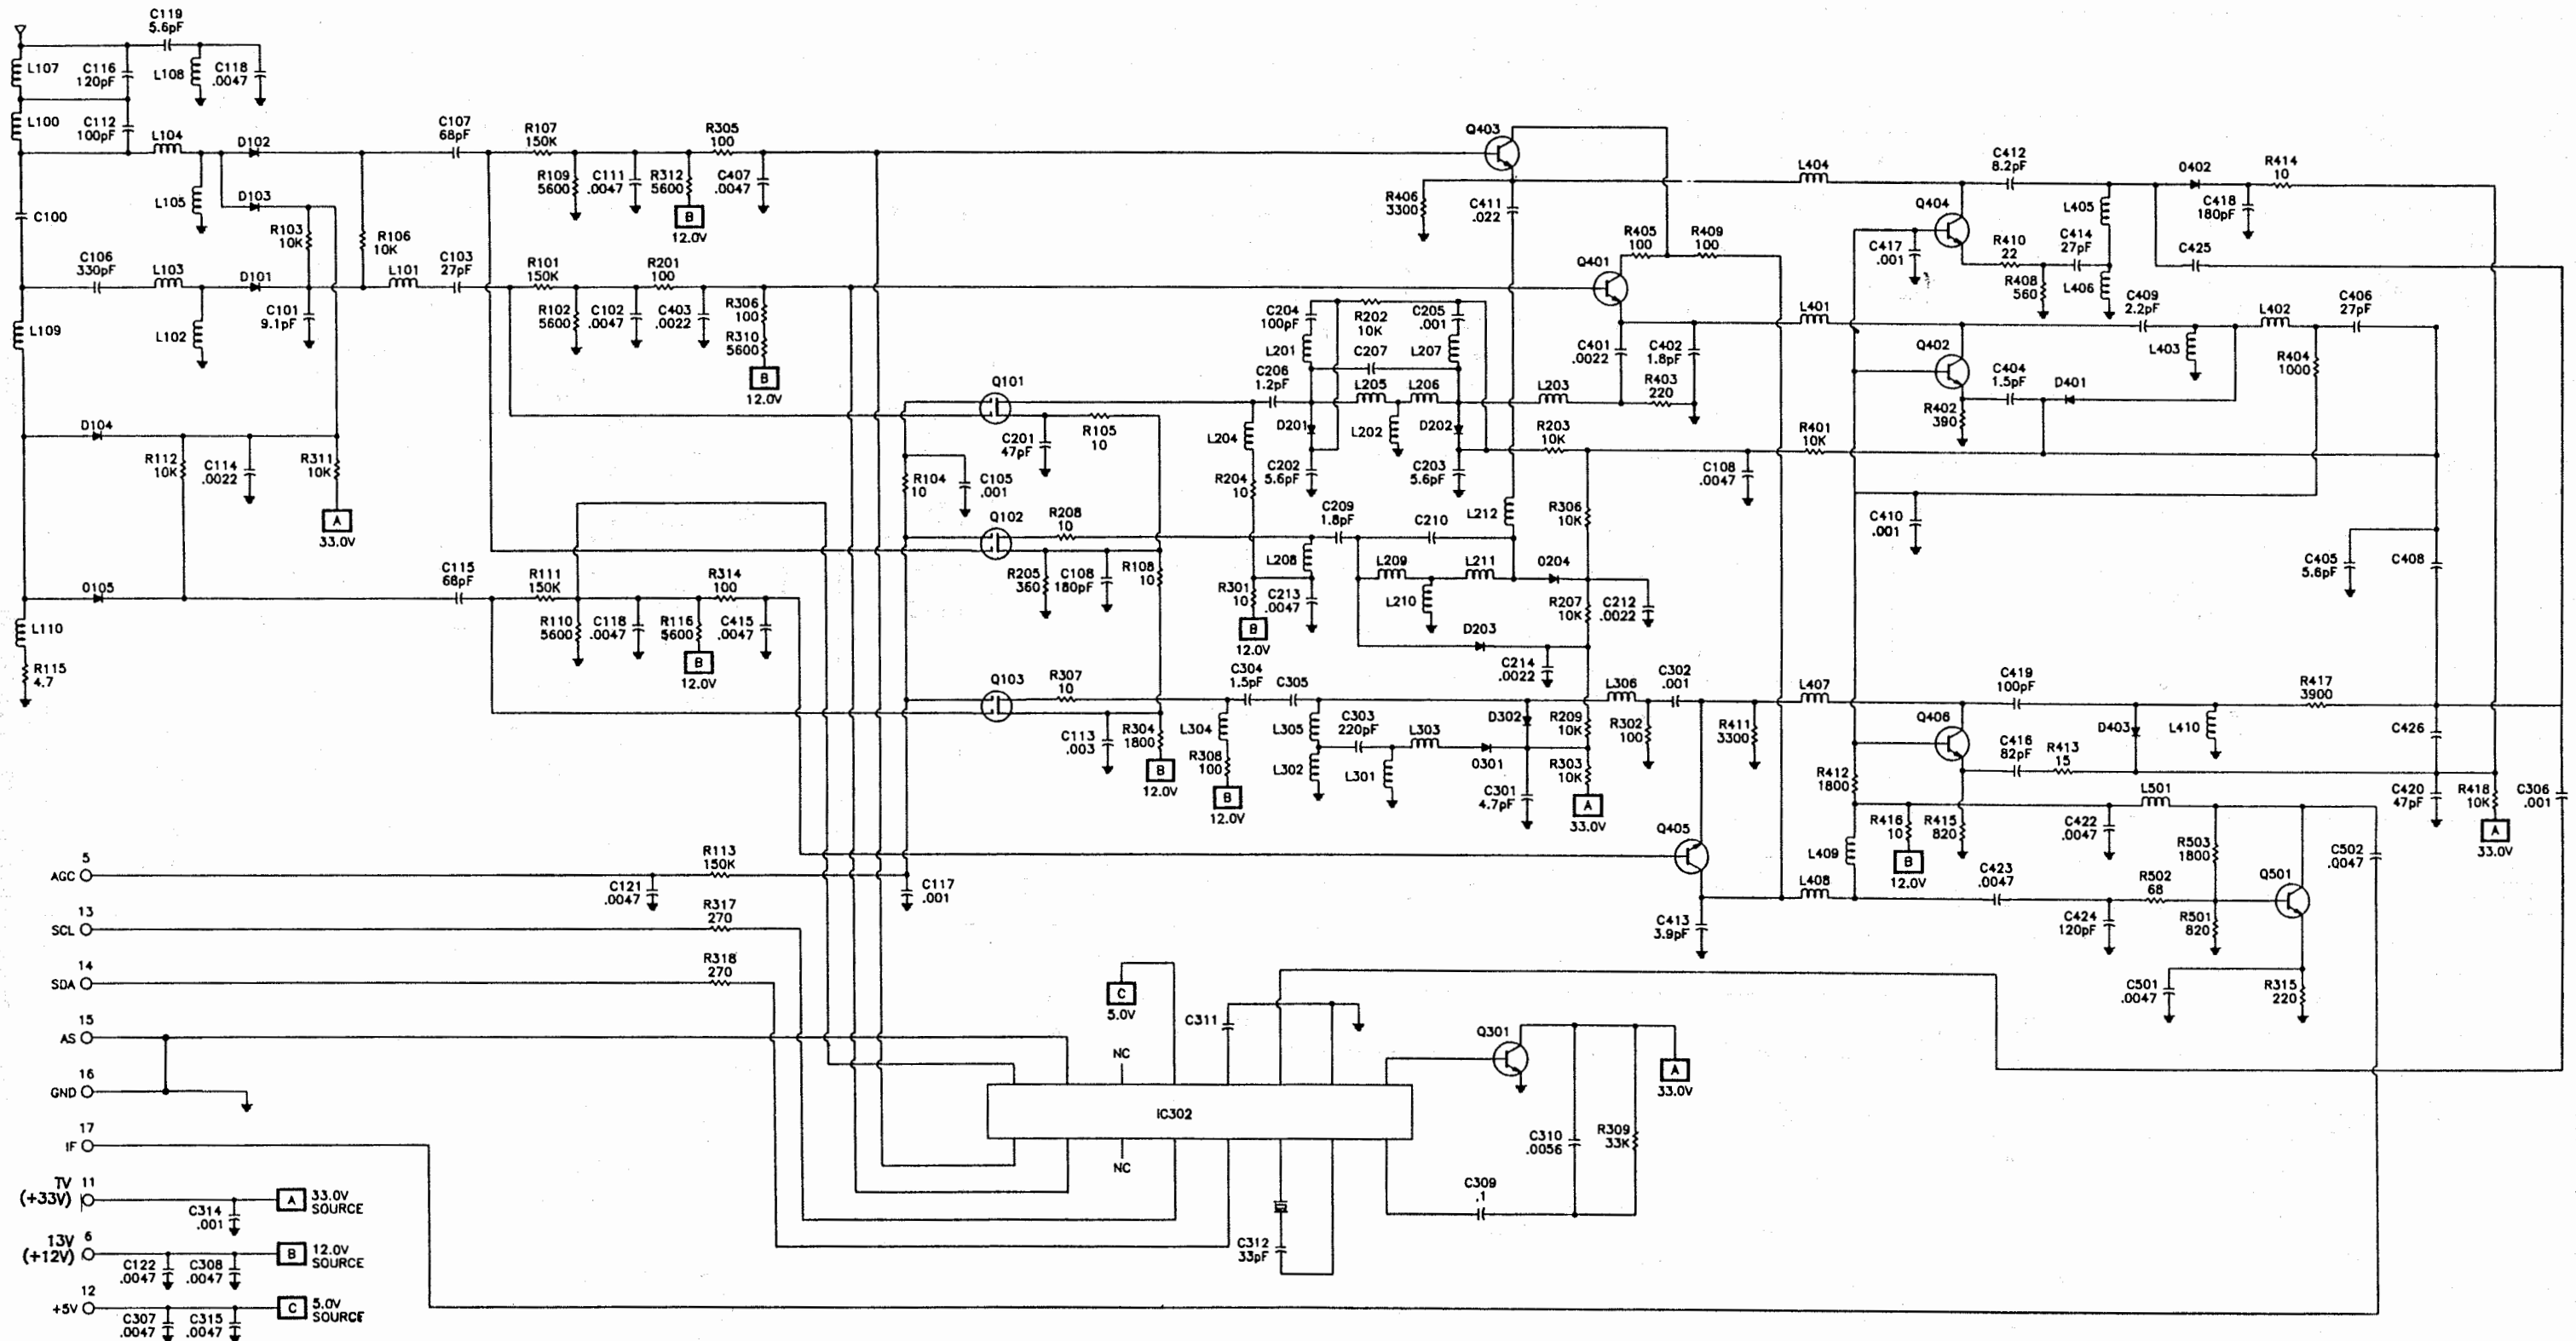 C119
5.6pF
L107
C116
120pF
L108
C118
.0047
L100
C112
100pF
L104
D102
C107
68pF
R107
150K
R305
100
R109
5600
C111
.0047
R312
5600
C407
.0047
B
12.0V
L105
D103
C100
R103
10K
R106
10K
C106
330pF
L103
D101
L101
C103
27pF
R101
150K
R201
100
L109
L102
C101
9.1pF
R102
5600
C102
.0047
C403
.0022
R306
100
R310
5600
B
12.0V
D104
R112
10K
C114
.0022
R311
10K
A
33.0V
O105
C115
68pF
R111
150K
R314
100
L110
R115
4.7
R110
5600
C118
.0047
R116
5600
C415
.0047
B
12.0V
Q101
C201
47pF
R105
10
R104
10
C105
.001
Q102
R208
10
R205
360
C108
180pF
R108
10
Q103
R307
10
C113
.003
R304
1800
B
12.0V
Q403
R406
3300
C411
.022
R405
100
R409
100
Q401
C204
100pF
R202
10K
C205
.001
L201
C207
L207
C206
1.2pF
L205
L206
L203
C401
.0022
C402
1.8pF
R403
220
L204
D201
L202
D202
R203
10K
R204
10
C202
5.6pF
C203
5.6pF
C108
.0047
R401
10K
C209
1.8pF
C210
L212
R306
10K
L208
L209
L211
O204
R301
10
C213
.0047
L210
R207
10K
C212
.0022
B
12.0V
D203
C214
.0022
C304
1.5pF
C305
L306
C302
.001
L304
L305
C303
220pF
L303
D302
R209
10K
R302
100
R411
3300
R308
100
L302
L301
O301
R303
10K
B
12.0V
C301
4.7pF
A
33.0V
L404
C412
8.2pF
O402
R414
10
Q404
L405
C418
180pF
C417
.001
R410
22
C414
27pF
C425
R408
560
L406
L401
C409
2.2pF
L402
C406
27pF
Q402
L403
R404
1000
C404
1.5pF
D401
R402
390
C410
.001
C405
5.6pF
C408
L407
C419
100pF
R417
3900
Q406
D403
L410
C426
C416
82pF
R413
15
R412
1800
L501
C420
47pF
R418
10K
C306
.001
R416
10
R415
820
C422
.0047
R503
1800
A
33.0V
Q405
L409
B
12.0V
C502
.0047
L408
C423
.0047
R502
68
Q501
C413
3.9pF
C424
120pF
R501
820
C501
.0047
R315
220
5
AGC
R113
150K
C121
.0047
C117
.001
13
SCL
R317
270
14
SDA
R318
270
15
AS
16
GND
17
IF
C
5.0V
C311
NC
Q301
A
33.0V
IC302
NC
C310
.0056
R309
33K
C309
.1
C312
33pF
TV 11
(+33V)
C314
.001
A 33.0V
SOURCE
13V 6
(+12V)
C122
.0047
C308
.0047
B 12.0V
SOURCE
12
+5V
C307
.0047
C315
.0047
C 5.0V
SOURCE